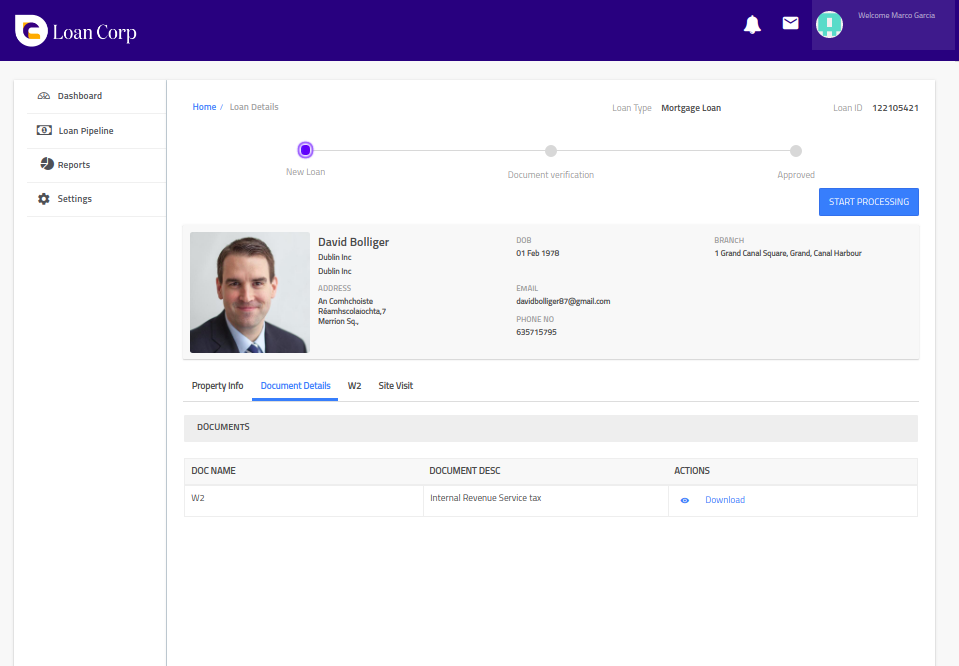 Loan Corp
Welcome Marco Garcia
Dashboard
Loan Pipeline
Reports
Settings
Home / Loan Details
Loan Type Mortgage Loan
Loan ID 122105421
New Loan
Document verification
Approved
START PROCESSING
David Bolliger
Dublin Inc
Dublin Inc
ADDRESS
An Comhchoiste
Réamhscolaíochta,7
Merrion Sq.,
DOB
01 Feb 1978
EMAIL
davidbolliger87@gmail.com
PHONE NO
635715795
BRANCH
1 Grand Canal Square, Grand, Canal Harbour
Property Info Document Details W2 Site Visit
DOCUMENTS
DOC NAME DOCUMENT DESC ACTIONS
W2 Internal Revenue Service tax Download